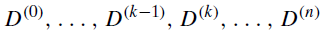 D^{(0)}, . . . , D^{(k−1)}, D^{(k)}, . . . , D^{(n)}